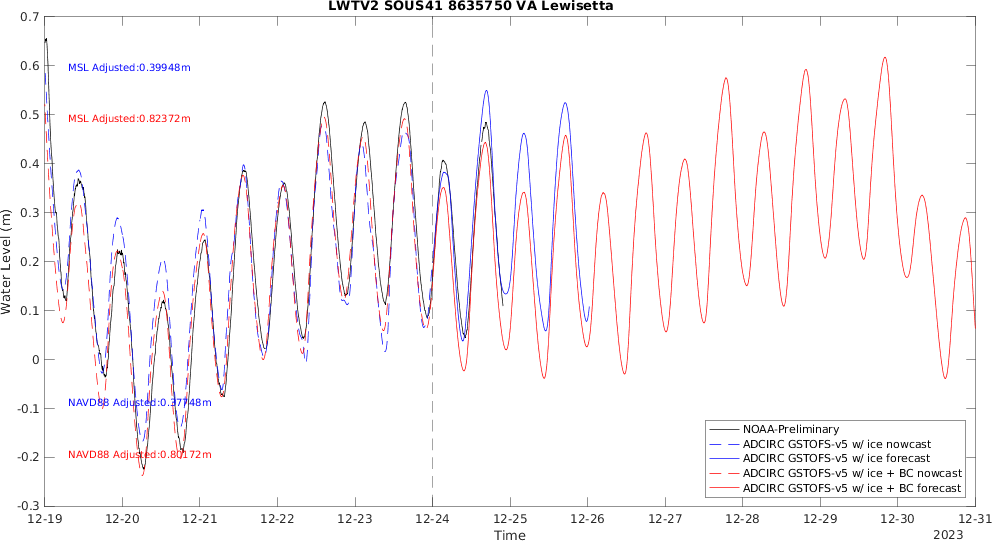 LWTV2 SOUS41 8635750 VA Lewisetta
0.7
0.6
0.5
0.4
0.3
0.2
0.1
0
-0.1
-0.2
-0.3
Water Level (m)
MSL Adjusted:0.39948m
MSL Adjusted:0.82372m
NAVD88 Adjusted:0.37748m
NAVD88 Adjusted:0.80172m
NOAA-Preliminary
ADCIRC GSTOFS-v5 w/ ice nowcast
ADCIRC GSTOFS-v5 w/ ice forecast
ADCIRC GSTOFS-v5 w/ ice + BC nowcast
ADCIRC GSTOFS-v5 w/ ice + BC forecast
12-19 12-20 12-21 12-22 12-23 12-24 12-25 12-26 12-27 12-28 12-29 12-30 12-31
Time
2023